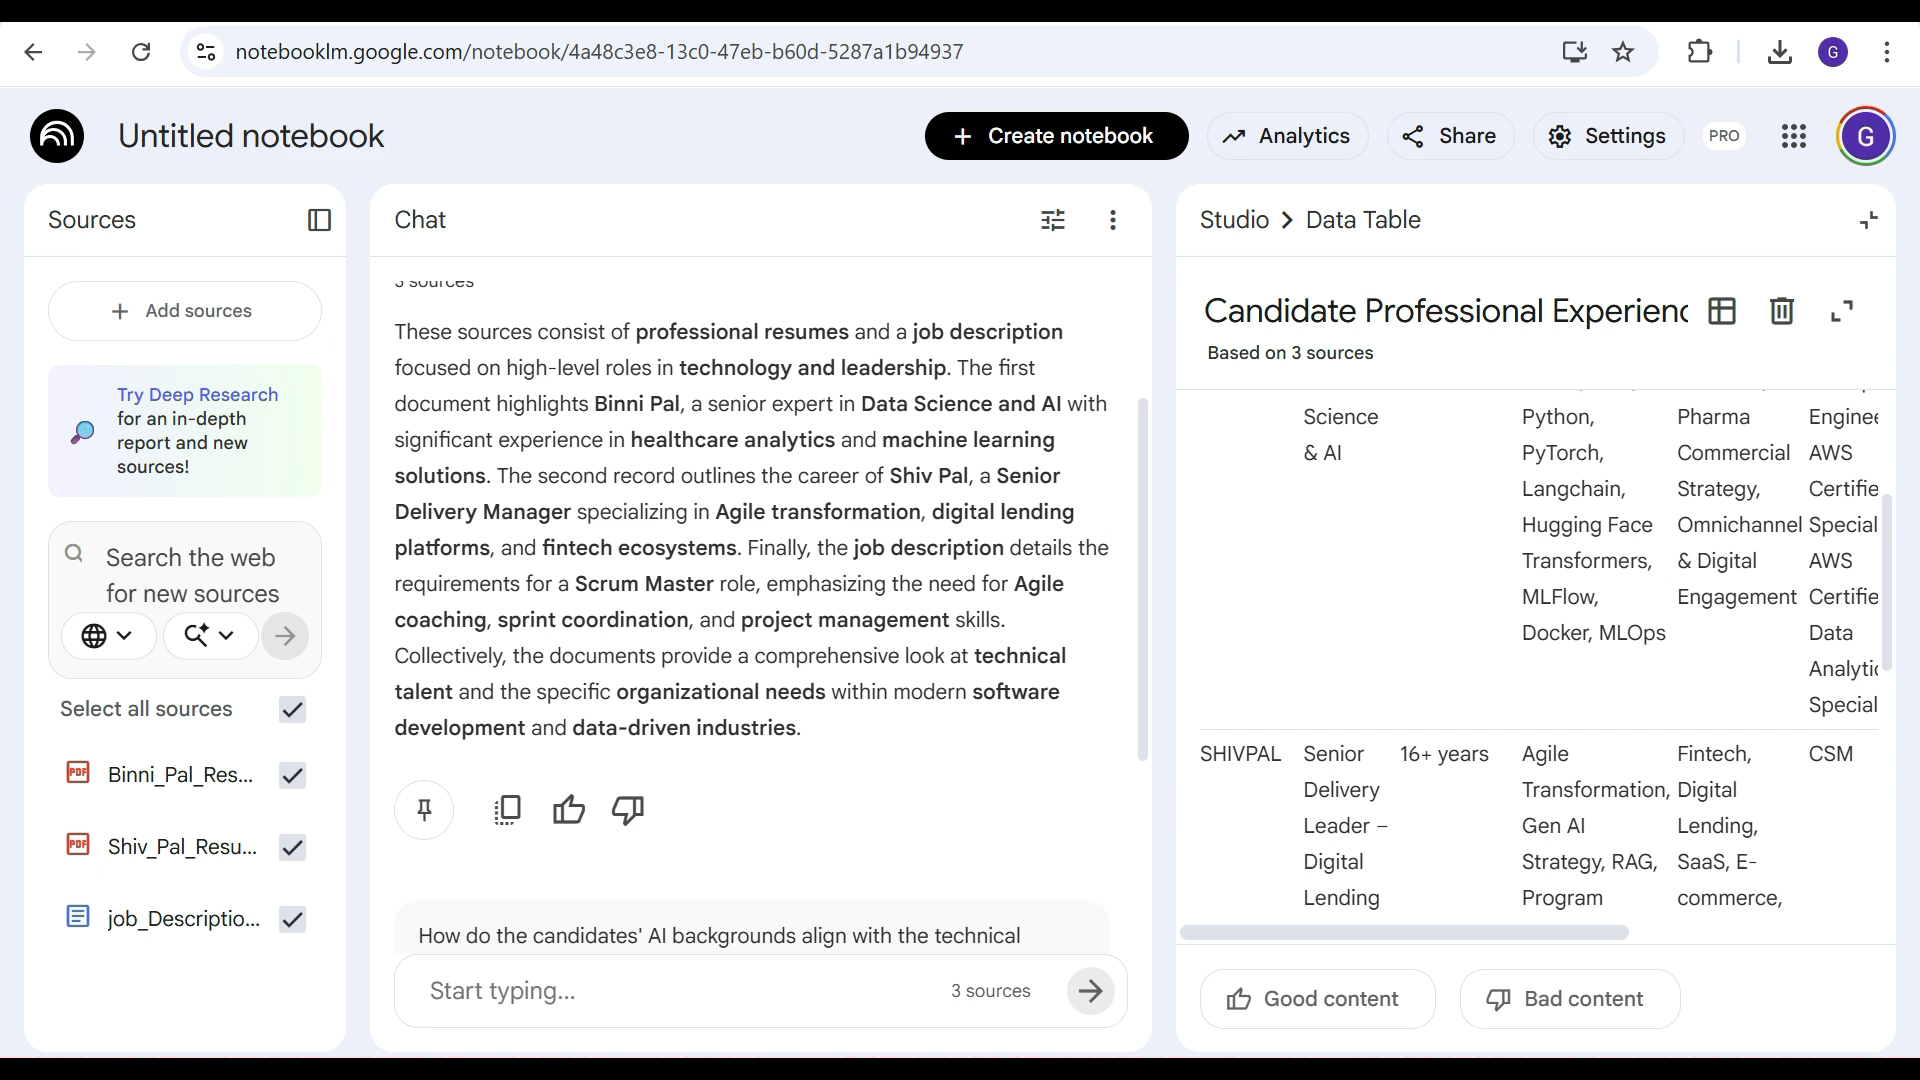 notebooklm.google.com/notebook/4a48c3e8-13c0-47eb-b60d-5287a1b94937
G
Untitled notebook
+ Create notebook
Analytics
Share
Settings
PRO
G
Sources
+ Add sources
Try Deep Research
for an in-depth
report and new
sources!
Search the web
for new sources
Select all sources
PDF Binni_Pal_Res...
PDF Shiv_Pal_Resu...
job_Descriptio...
Chat
3 sources
These sources consist of professional resumes and a job description
focused on high-level roles in technology and leadership. The first
document highlights Binni Pal, a senior expert in Data Science and AI with
significant experience in healthcare analytics and machine learning
solutions. The second record outlines the career of Shiv Pal, a Senior
Delivery Manager specializing in Agile transformation, digital lending
platforms, and fintech ecosystems. Finally, the job description details the
requirements for a Scrum Master role, emphasizing the need for Agile
coaching, sprint coordination, and project management skills.
Collectively, the documents provide a comprehensive look at technical
talent and the specific organizational needs within modern software
development and data-driven industries.
How do the candidates' AI backgrounds align with the technical
Start typing...
3 sources
Studio > Data Table
Candidate Professional Experienc
Based on 3 sources
Science Python, Pharma Enginee
& AI PyTorch, Commercial AWS
Langchain, Strategy, Certifie
Hugging Face Omnichannel Special
Transformers, & Digital AWS
MLFlow, Engagement Certifie
Docker, MLOps Data
Analytic
Special
SHIVPAL Senior 16+ years Agile Fintech, CSM
Delivery Transformation, Digital
Leader – Gen AI Lending,
Digital Strategy, RAG, SaaS, E-
Lending Program commerce,
Good content
Bad content